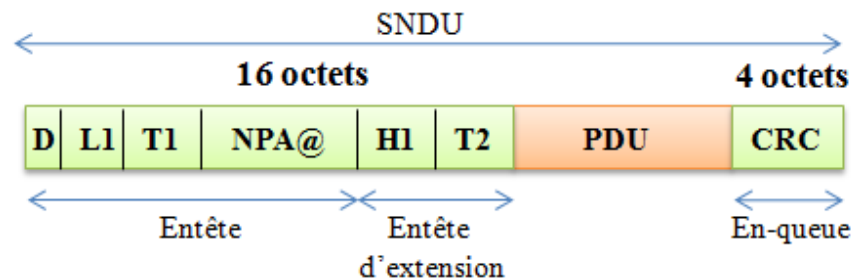 SNDU
16 octets
4 octets
D L1 T1 NPA@ H1 T2 PDU CRC
Entête
Entête
d'extension
En-queue